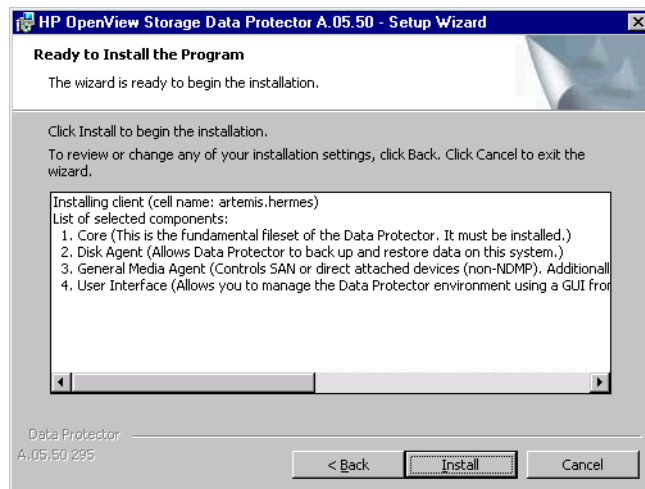 HP OpenView Storage Data Protector A.05.50 - Setup Wizard
Ready to Install the Program
The wizard is ready to begin the installation.
Click Install to begin the installation.
To review or change any of your installation settings, click Back. Click Cancel to exit the
wizard.
Installing client (cell name: artemis.hermes)
List of selected components:
1. Core (This is the fundamental fileset of the Data Protector. It must be installed.)
2. Disk Agent (Allows Data Protector to back up and restore data on this system.)
3. General Media Agent (Controls SAN or direct attached devices (non-NDMP). Additionall
4. User Interface (Allows you to manage the Data Protector environment using a GUI fror
Data Protector
A.05.50 295
< Back
Install
Cancel